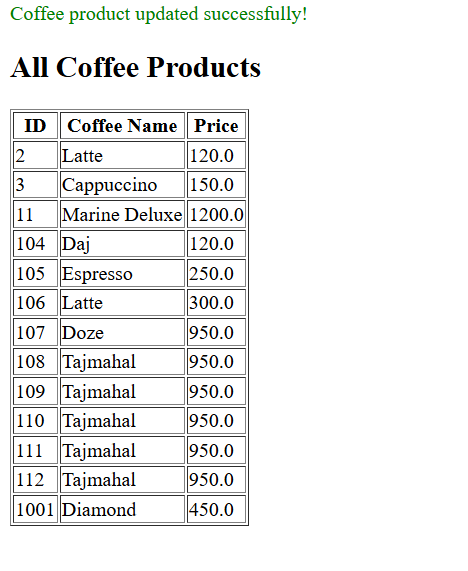 Coffee product updated successfully!
All Coffee Products
ID Coffee Name Price
2 Latte 120.0
3 Cappuccino 150.0
11 Marine Deluxe 1200.0
104 Daj 120.0
105 Espresso 250.0
106 Latte 300.0
107 Doze 950.0
108 Tajmahal 950.0
109 Tajmahal 950.0
110 Tajmahal 950.0
111 Tajmahal 950.0
112 Tajmahal 950.0
1001 Diamond 450.0